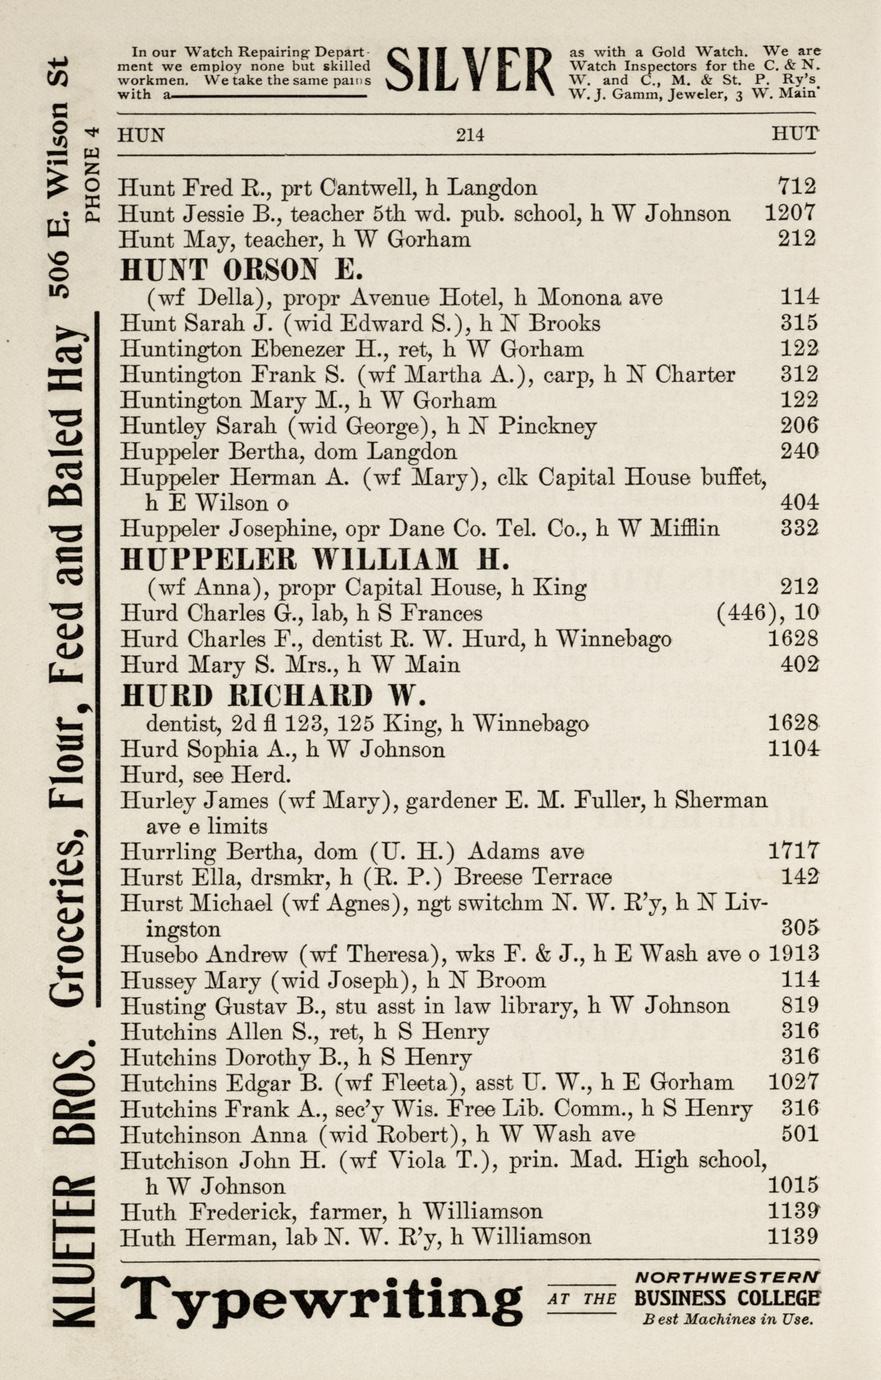 In our Watch Repairing Depart-
ment we employ none but skilled
workmen. We take the same pains
with a
SILVER
as with a Gold Watch. We are
Watch Inspectors for the C. & N.
W. and C., M. & St. P. Ry's.
W. J. Gamm, Jeweler, 3 W. Main
HUN 214 HUT
Hunt Fred R., prt Cantwell, h Langdon 712
Hunt Jessie B., teacher 5th wd. pub. school, h W Johnson 1207
Hunt May, teacher, h W Gorham 212
HUNT ORSON E.
(wf Della), propr Avenue Hotel, h Monona ave 114
Hunt Sarah J. (wid Edward S.), h N Brooks 315
Huntington Ebenezer H., ret, h W Gorham 122
Huntington Frank S. (wf Martha A.), carp, h N Charter 312
Huntington Mary M., h W Gorham 122
Huntley Sarah (wid George), h N Pinckney 206
Huppeler Bertha, dom Langdon 240
Huppeler Herman A. (wf Mary), clk Capital House buffet,
h E Wilson o 404
Huppeler Josephine, opr Dane Co. Tel. Co., h W Mifflin 332
HUPPELER WILLIAM H.
(wf Anna), propr Capital House, h King 212
Hurd Charles G., lab, h S Frances (446), 10
Hurd Charles F., dentist R. W. Hurd, h Winnebago 1628
Hurd Mary S. Mrs., h W Main 402
HURD RICHARD W.
dentist, 2d fl 123, 125 King, h Winnebago 1628
Hurd Sophia A., h W Johnson 1104
Hurd, see Herd.
Hurley James (wf Mary), gardener E. M. Fuller, h Sherman
ave e limits
Hurrling Bertha, dom (U. H.) Adams ave 1717
Hurst Ella, drsmkr, h (R. P.) Breese Terrace 142
Hurst Michael (wf Agnes), ngt switchm N. W. R'y, h N Liv-
ingston 305
Husebo Andrew (wf Theresa), wks F. & J., h E Wash ave o 1913
Hussey Mary (wid Joseph), h N Broom 114
Husting Gustav B., stu asst in law library, h W Johnson 819
Hutchins Allen S., ret, h S Henry 316
Hutchins Dorothy B., h S Henry 316
Hutchins Edgar B. (wf Fleeta), asst U. W., h E Gorham 1027
Hutchins Frank A., sec'y Wis. Free Lib. Comm., h S Henry 316
Hutchinson Anna (wid Robert), h W Wash ave 501
Hutchison John H. (wf Viola T.), prin. Mad. High school,
h W Johnson 1015
Huth Frederick, farmer, h Williamson 1139
Huth Herman, lab N. W. R'y, h Williamson 1139
Typewriting AT THE
NORTHWESTERN
BUSINESS COLLEGE
Best Machines in Use.
KLUETER BROS. Groceries, Flour, Feed and Baled Hay 506 E. Wilson St
PHONE 4